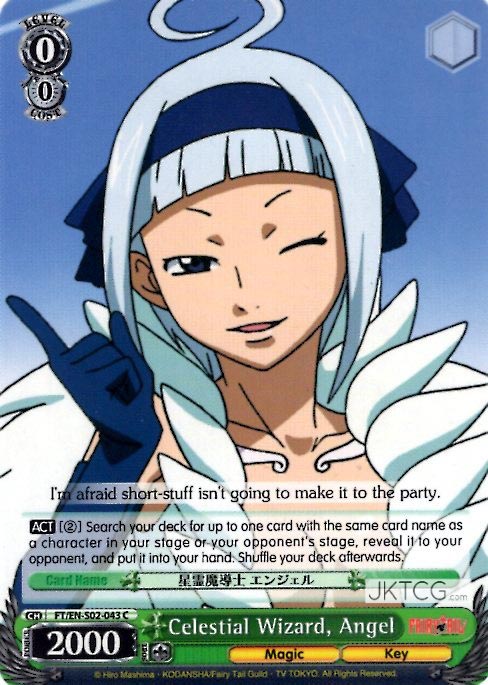 LEVEL
0
0
COST
I'm afraid short-stuff isn't going to make it to the party.
ACT [(②)] Search your deck for up to one card with the same card name as
a character in your stage or your opponent's stage, reveal it to your
opponent, and put it into your hand. Shuffle your deck afterwards.
Card Name 星霊魔導士 エンジェル
JKTCG.com
CH FT/EN-S02-043 C
POWER 2000 SOUL
Celestial Wizard, Angel FAIRY TAIL
Magic Key
© Hiro Mashima・KODANSHA/Fairy Tail Guild・TV TOKYO. All Rights Reserved.